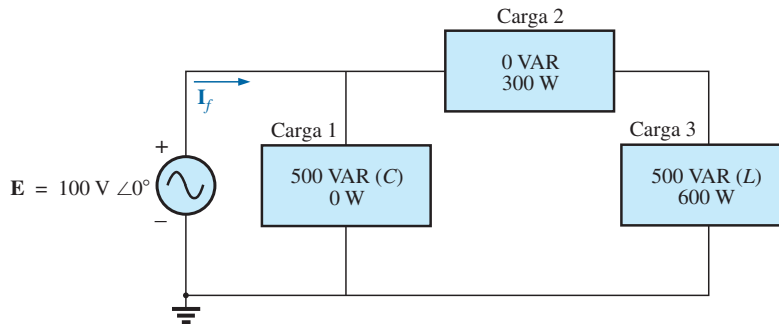 Carga 2
0 VAR
300 W
I_f
Carga 1
Carga 3
+
500 VAR (C)
0 W
500 VAR (L)
600 W
E = 100 V ∠0°
–